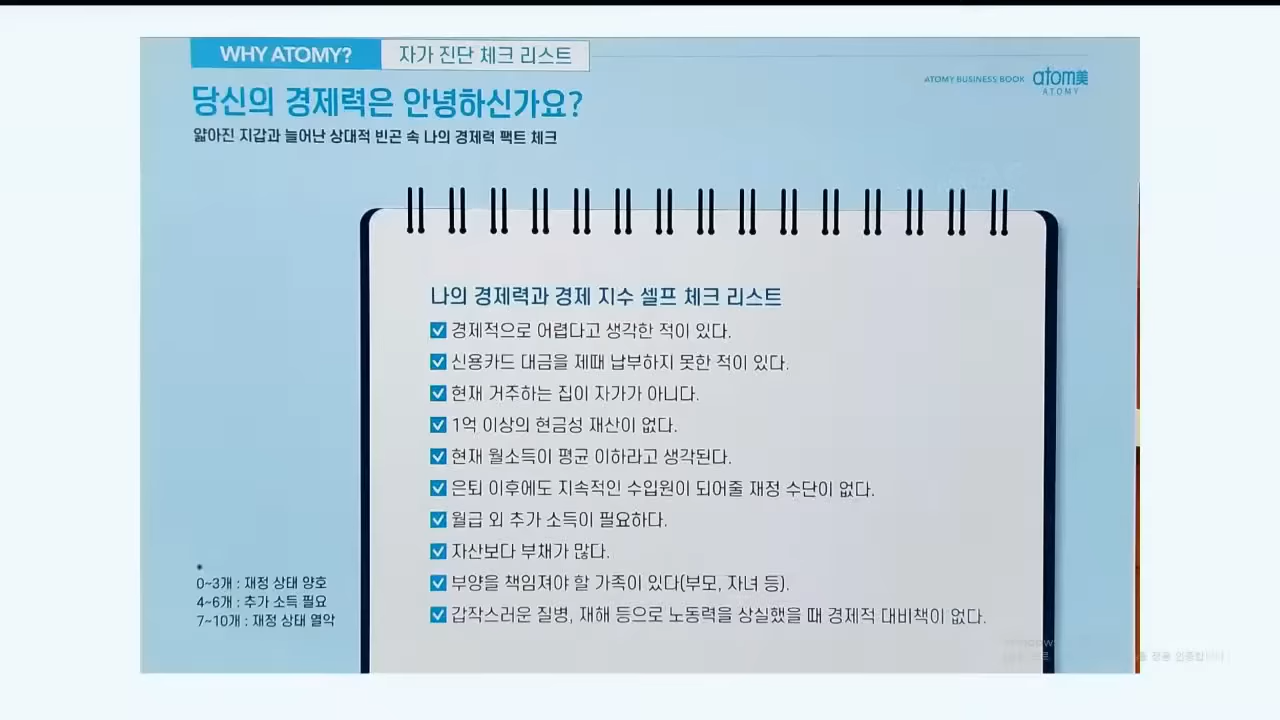 WHY ATOMY? 자가 진단 체크 리스트
ATOMY BUSINESS BOOK atom美
ATOMY
당신의 경제력은 안녕하신가요?
얇아진 지갑과 늘어난 상대적 빈곤 속 나의 경제력 팩트 체크
나의 경제력과 경제 지수 셀프 체크 리스트
경제적으로 어렵다고 생각한 적이 있다.
신용카드 대금을 제때 납부하지 못한 적이 있다.
현재 거주하는 집이 자가가 아니다.
1억 이상의 현금성 재산이 없다.
현재 월소득이 평균 이하라고 생각된다.
은퇴 이후에도 지속적인 수입원이 되어줄 재정 수단이 없다.
월급 외 추가 소득이 필요하다.
자산보다 부채가 많다.
부양을 책임져야 할 가족이 있다(부모, 자녀 등).
갑작스러운 질병, 재해 등으로 노동력을 상실했을 때 경제적 대비책이 없다.
*
0~3개 : 재정 상태 양호
4~6개 : 추가 소득 필요
7~10개 : 재정 상태 열악
정품 인증합니다